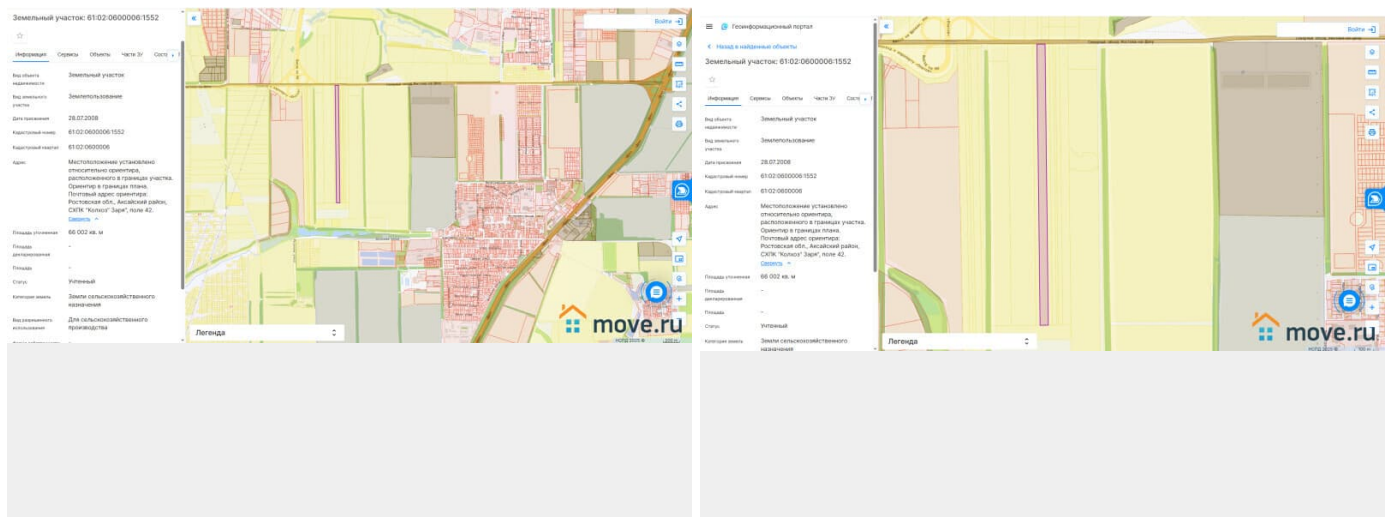 Земельный участок: 61:02:0600006:1552
Информация Сервисы Объекты Части ЗУ Соста
Вид объекта недвижимости
Земельный участок
Вид земельного участка
Землепользование
Дата присвоения
28.07.2008
Кадастровый номер
61:02:0600006:1552
Кадастровый квартал
61:02:0600006
Адрес
Местоположение установлено
относительно ориентира,
расположенного в границах участка.
Ориентир в границах плана.
Почтовый адрес ориентира:
Ростовская обл., Аксайский район,
СХПК "Колхоз" Заря", поле 42.
Свернуть
Площадь уточненная
66 002 кв. м
Площадь декларированная
-
Площадь
-
Статус
Учтенный
Категория земель
Земли сельскохозяйственного
назначения
Вид разрешенного использования
Для сельскохозяйственного
производства
Войти
Легенда
move.ru
Геоинформационный портал
Назад в найденные объекты
Земельный участок: 61:02:0600006:1552
Информация Сервисы Объекты Части ЗУ Соста
Вид объекта недвижимости
Земельный участок
Вид земельного участка
Землепользование
Дата присвоения
28.07.2008
Кадастровый номер
61:02:0600006:1552
Кадастровый квартал
61:02:0600006
Адрес
Местоположение установлено
относительно ориентира,
расположенного в границах участка.
Ориентир в границах плана.
Почтовый адрес ориентира:
Ростовская обл., Аксайский район,
СХПК "Колхоз" Заря", поле 42.
Свернуть
Площадь уточненная
66 002 кв. м
Площадь декларированная
-
Площадь
-
Статус
Учтенный
Категория земель
Земли сельскохозяйственного
назначения
Войти
Легенда
move.ru